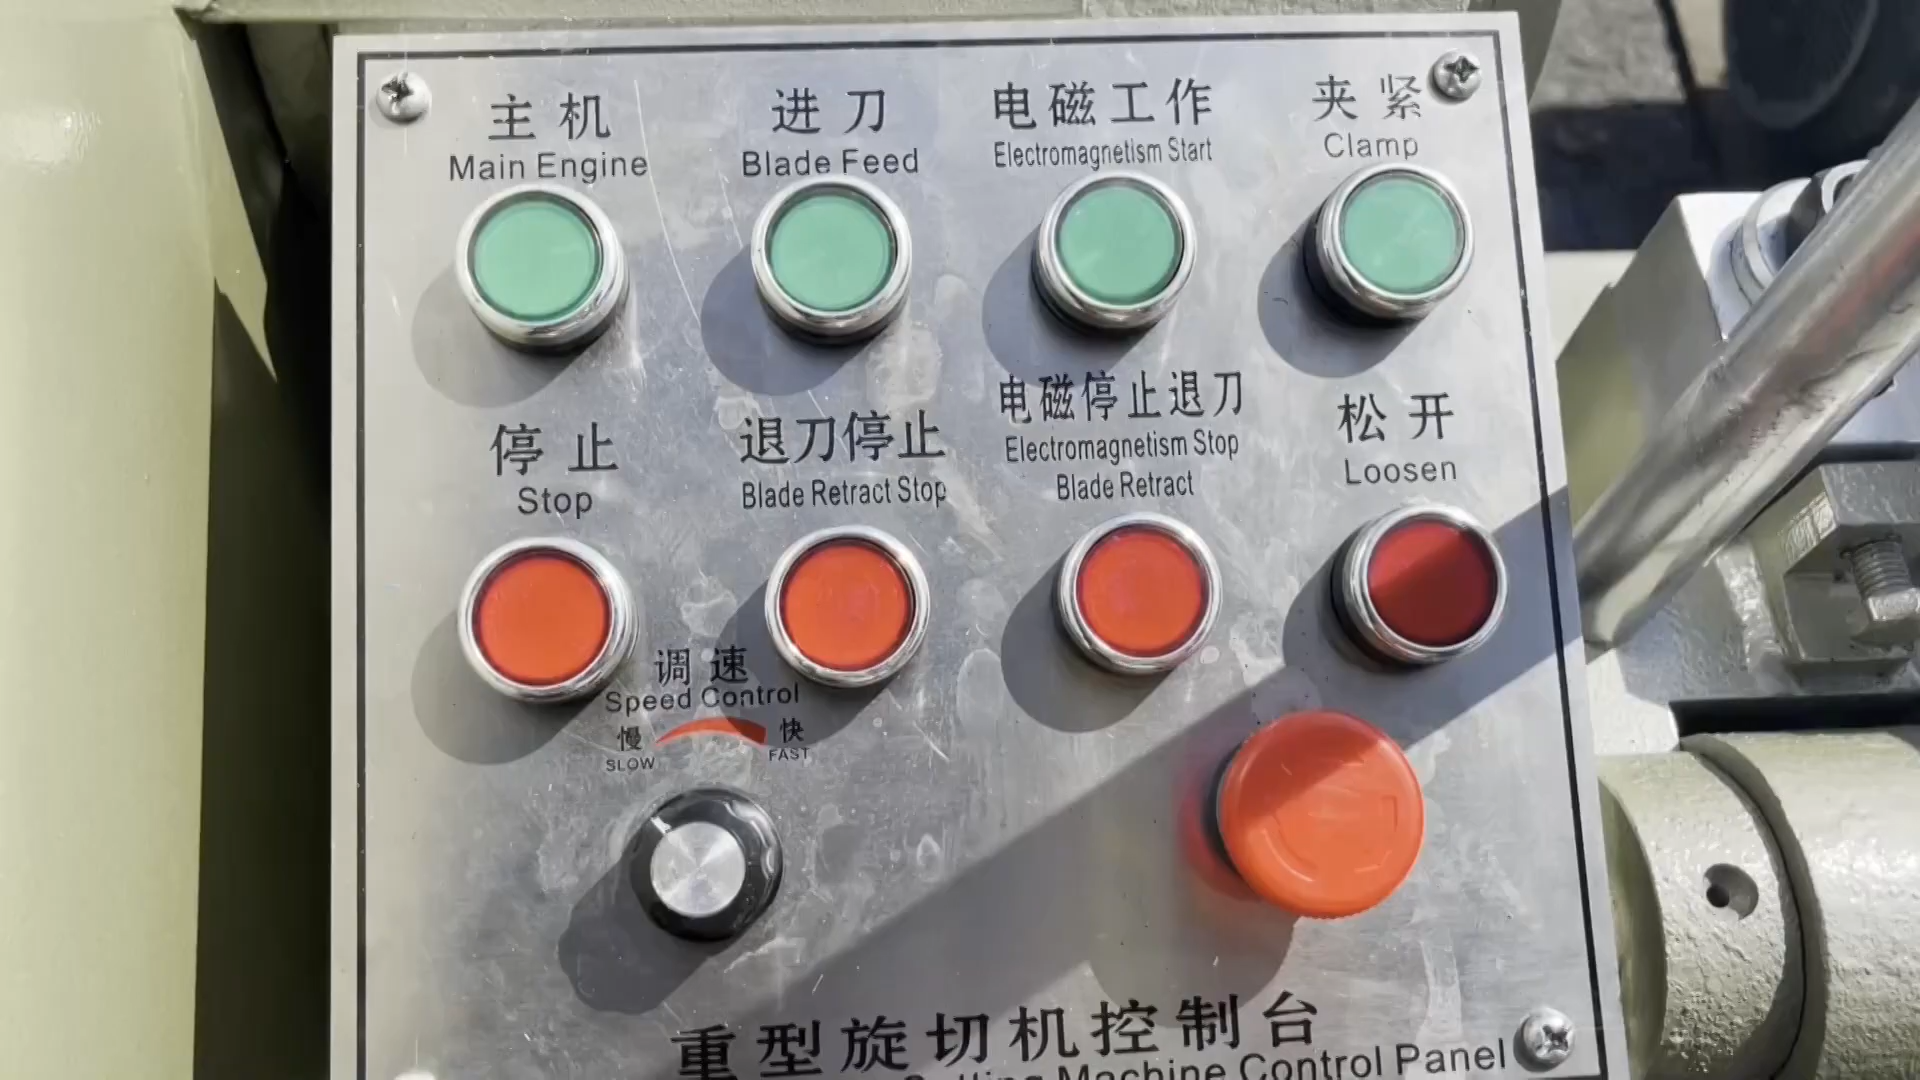 主机
Main Engine
进刀
Blade Feed
电磁工作
Electromagnetism Start
夹紧
Clamp
停止
Stop
退刀停止
Blade Retract Stop
电磁停止退刀
Electromagnetism Stop
Blade Retract
松开
Loosen
调速
Speed Control
慢
SLOW
快
FAST
重型旋切机控制台
Machine Control Panel